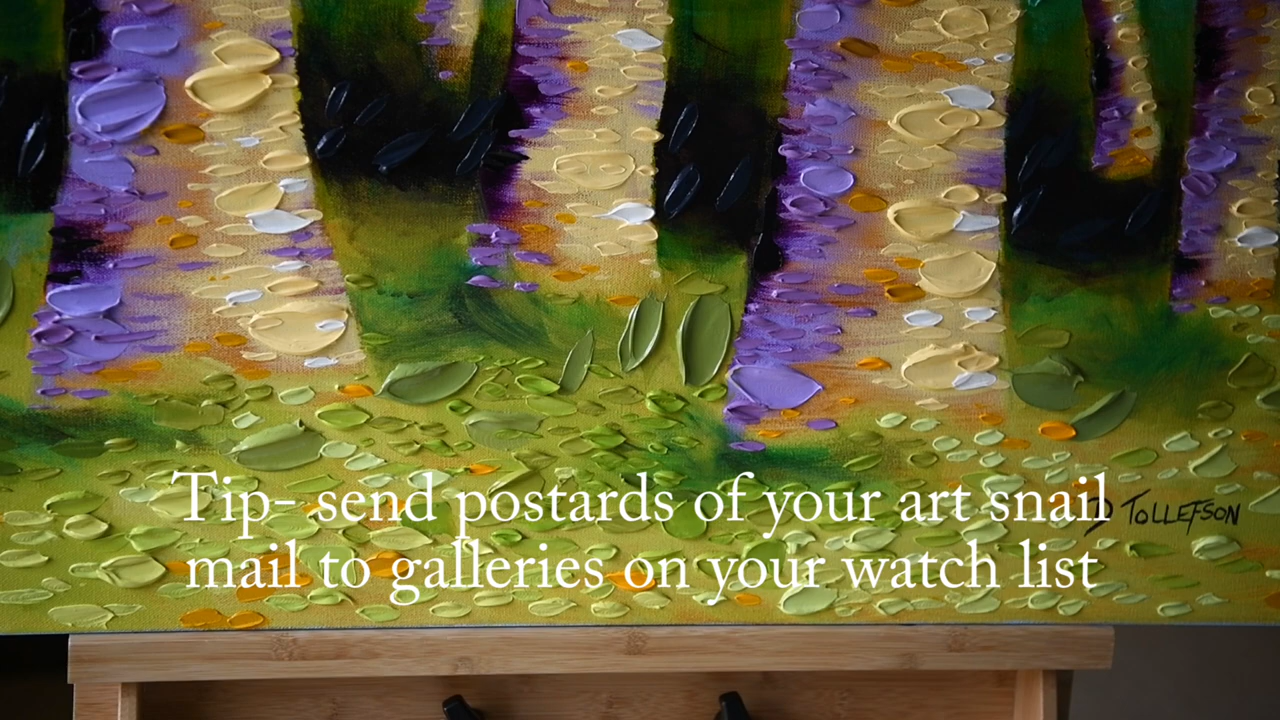 Tip- send postards of your art snail
mail to galleries on your watch list
D TOLLEFSON